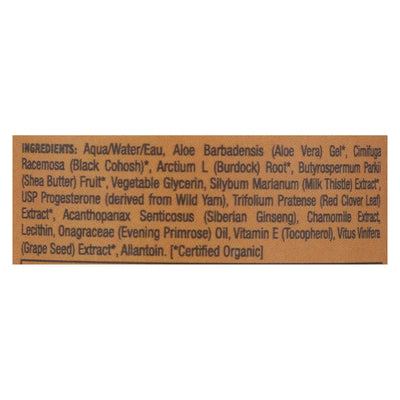 INGREDIENTS: Aqua/Water/Eau, Aloe Barbadensis (Aloe Vera) Gel*, Cimifuga
Racemosa (Black Cohosh)*, Arctium L (Burdock) Root*, Butyrospermum Parkii
(Shea Butter) Fruit*, Vegetable Glycerin, Silybum Marianum (Milk Thistle) Extract*,
USP Progesterone (derived from Wild Yam), Trifolium Pratense (Red Clover Leaf)
Extract*, Acanthopanax Senticosus (Siberian Ginseng), Chamomile Extract,
Lecithin, Onagraceae (Evening Primrose) Oil, Vitamin E (Tocopherol), Vitus Vinifera
(Grape Seed) Extract*, Allantoin. [*Certified Organic]